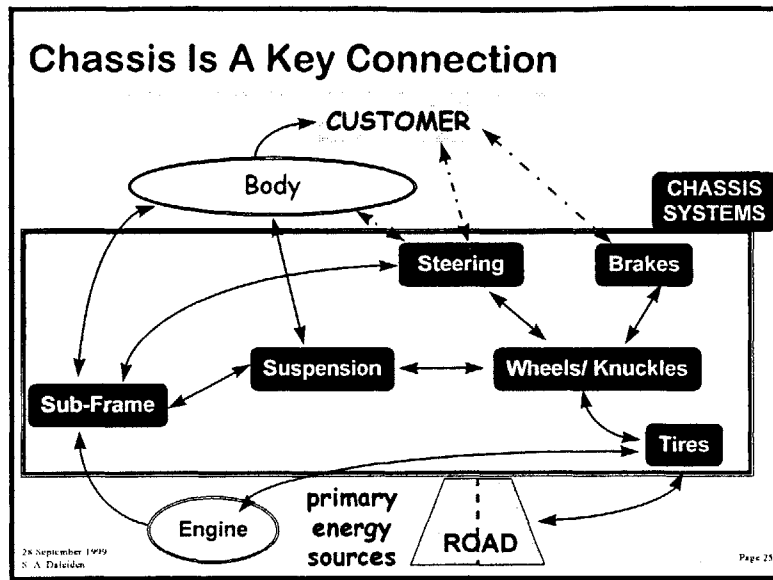 Chassis Is A Key Connection
CUSTOMER
Body
CHASSIS
SYSTEMS
Steering
Brakes
Suspension
Wheels/ Knuckles
Sub-Frame
Tires
Engine
primary
energy
sources
ROAD
28 September 1999
S. A. Dafeiden
Page 25